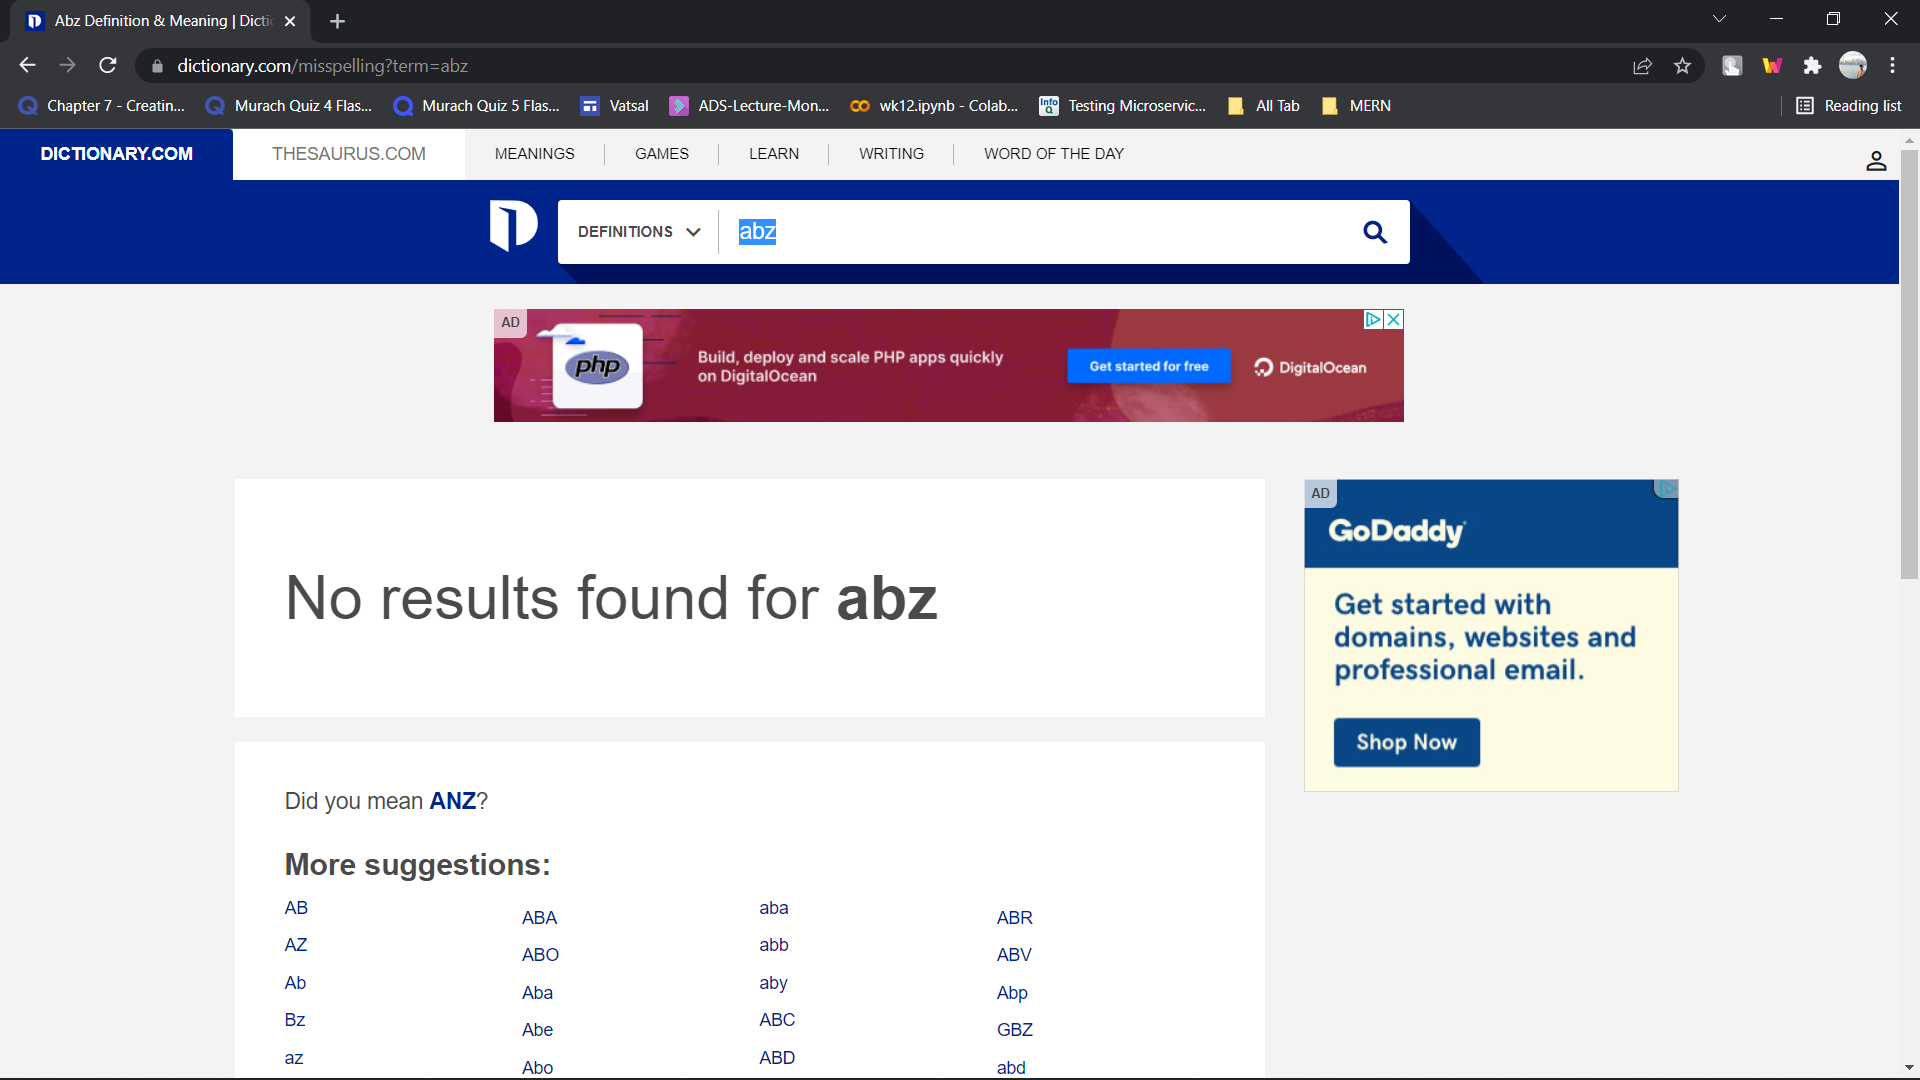 Abz Definition & Meaning | Dictic
dictionary.com/misspelling?term=abz
Chapter 7 - Creatin... Murach Quiz 4 Flas... Murach Quiz 5 Flas... Vatsal ADS-Lecture-Mon... wk12.ipynb - Colab... Testing Microservic... All Tab MERN Reading list
DICTIONARY.COM THESAURUS.COM MEANINGS GAMES LEARN WRITING WORD OF THE DAY
DEFINITIONS abz
AD
php
Build, deploy and scale PHP apps quickly
on DigitalOcean
Get started for free
DigitalOcean
No results found for abz
AD
GoDaddy
Get started with
domains, websites and
professional email.
Shop Now
Did you mean ANZ?
More suggestions:
AB
AZ
Ab
Bz
az
ABA
ABO
Aba
Abe
Abo
aba
abb
aby
ABC
ABD
ABR
ABV
Abp
GBZ
abd